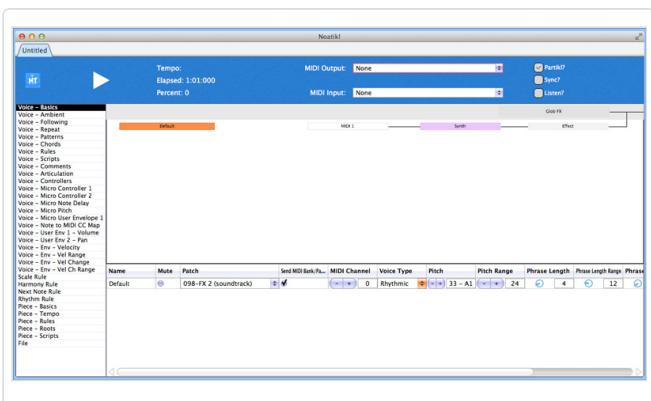 Noatikl
Untitled
HT
Tempo:
Elapsed: 1:01:000
Percent: 0
MIDI Output: None
MIDI Input: None
Partikl?
Sync?
Listen?
Voice - Basics
Voice - Ambient
Voice - Following
Voice - Repeat
Voice - Patterns
Voice - Chords
Voice - Rules
Voice - Scripts
Voice - Comments
Voice - Articulation
Voice - Controllers
Voice - Micro Controller 1
Voice - Micro Controller 2
Voice - Micro Note Delay
Voice - Micro Pitch
Voice - Micro User Envelope 1
Voice - Note to MIDI CC Map
Voice - User Env 1 - Volume
Voice - User Env 2 - Pan
Voice - Env - Velocity
Voice - Env - Vel Range
Voice - Env - Vel Change
Voice - Env - Vel Ch Range
Scale Rule
Harmony Rule
Next Note Rule
Rhythm Rule
Piece - Basics
Piece - Tempo
Piece - Rules
Piece - Roots
Piece - Scripts
File
Glob FX
Default MIDI 1 Synth Effect
Name Mute Patch Send MIDI Bank/Pa... MIDI Channel Voice Type Pitch Pitch Range Phrase Length Phrase Length Range Phrase
Default 098-FX 2 (soundtrack) 0 Rhythmic 33 - A1 24 4 12